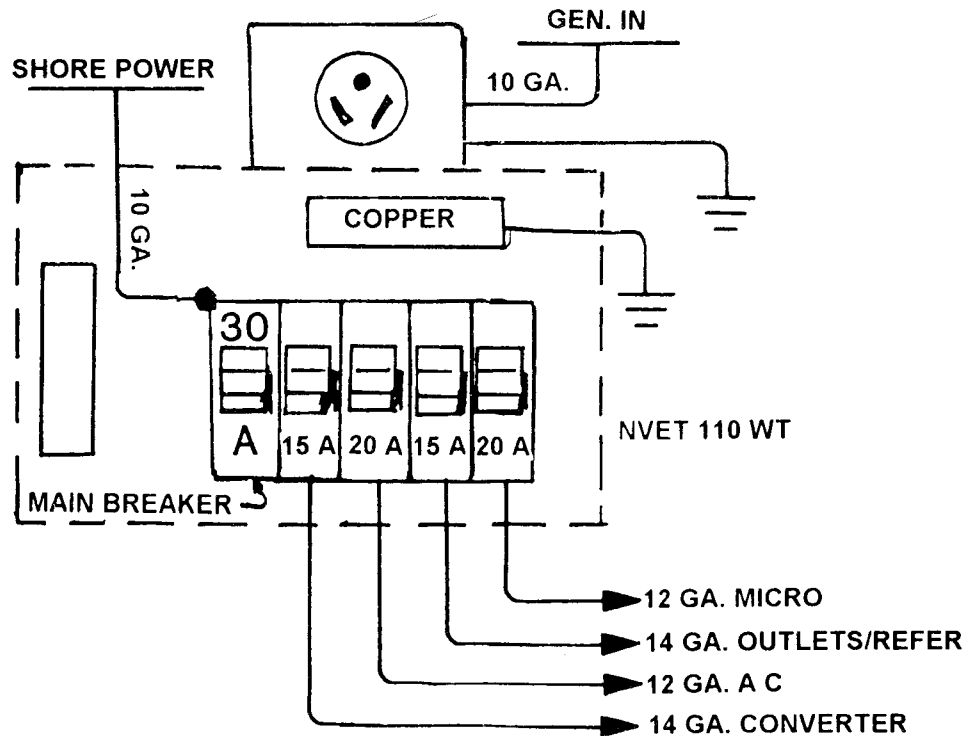 GEN. IN
SHORE POWER
10 GA.
10 GA.
COPPER
30
A
15 A
20 A
15 A
20 A
NVET 110 WT
MAIN BREAKER
12 GA. MICRO
14 GA. OUTLETS/REFER
12 GA. A C
14 GA. CONVERTER